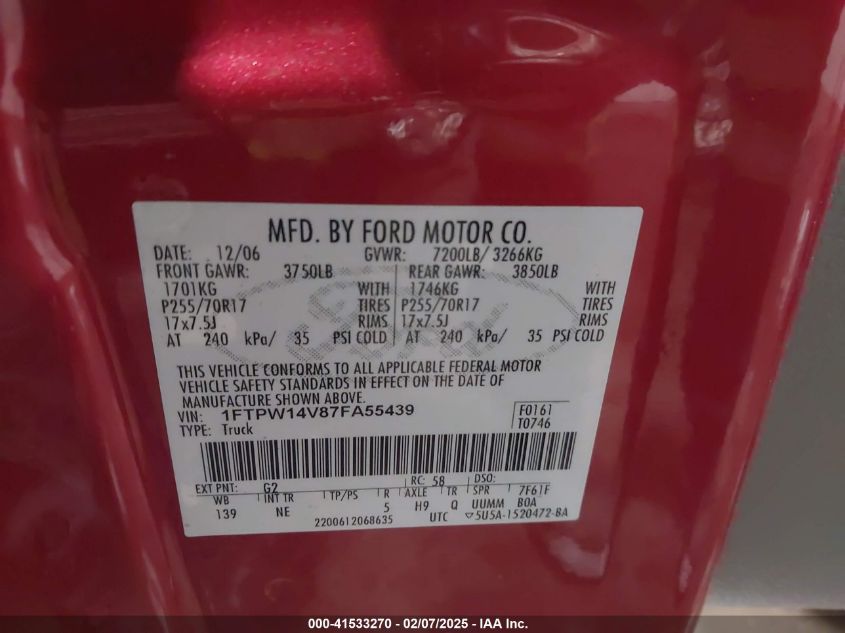 MFD. BY FORD MOTOR CO.
DATE: 12/06 GVWR: 7200LB/ 3266KG
FRONT GAWR: 3750LB REAR GAWR: 3850LB
1701KG WITH 1746KG WITH
P255/70R17 TIRES P255/70R17 TIRES
17x7.5J RIMS 17x7.5J RIMS
AT 240 kPa/ 35 PSI COLD AT 240 kPa/ 35 PSI COLD
THIS VEHICLE CONFORMS TO ALL APPLICABLE FEDERAL MOTOR
VEHICLE SAFETY STANDARDS IN EFFECT ON THE DATE OF
MANUFACTURE SHOWN ABOVE.
VIN: 1FTPW14V87FA55439 F0161
TYPE: Truck T0746
EXT PNT: G2 RC: 58 DSO:
WB INT TR TP/PS R AXLE TR SPR 7F61F
139 NE 5 H9 Q UUMM BOA
2200612068635 UTC ▽5U5A-1520472-BA
Ford
000-41533270 - 02/07/2025 - IAA Inc.